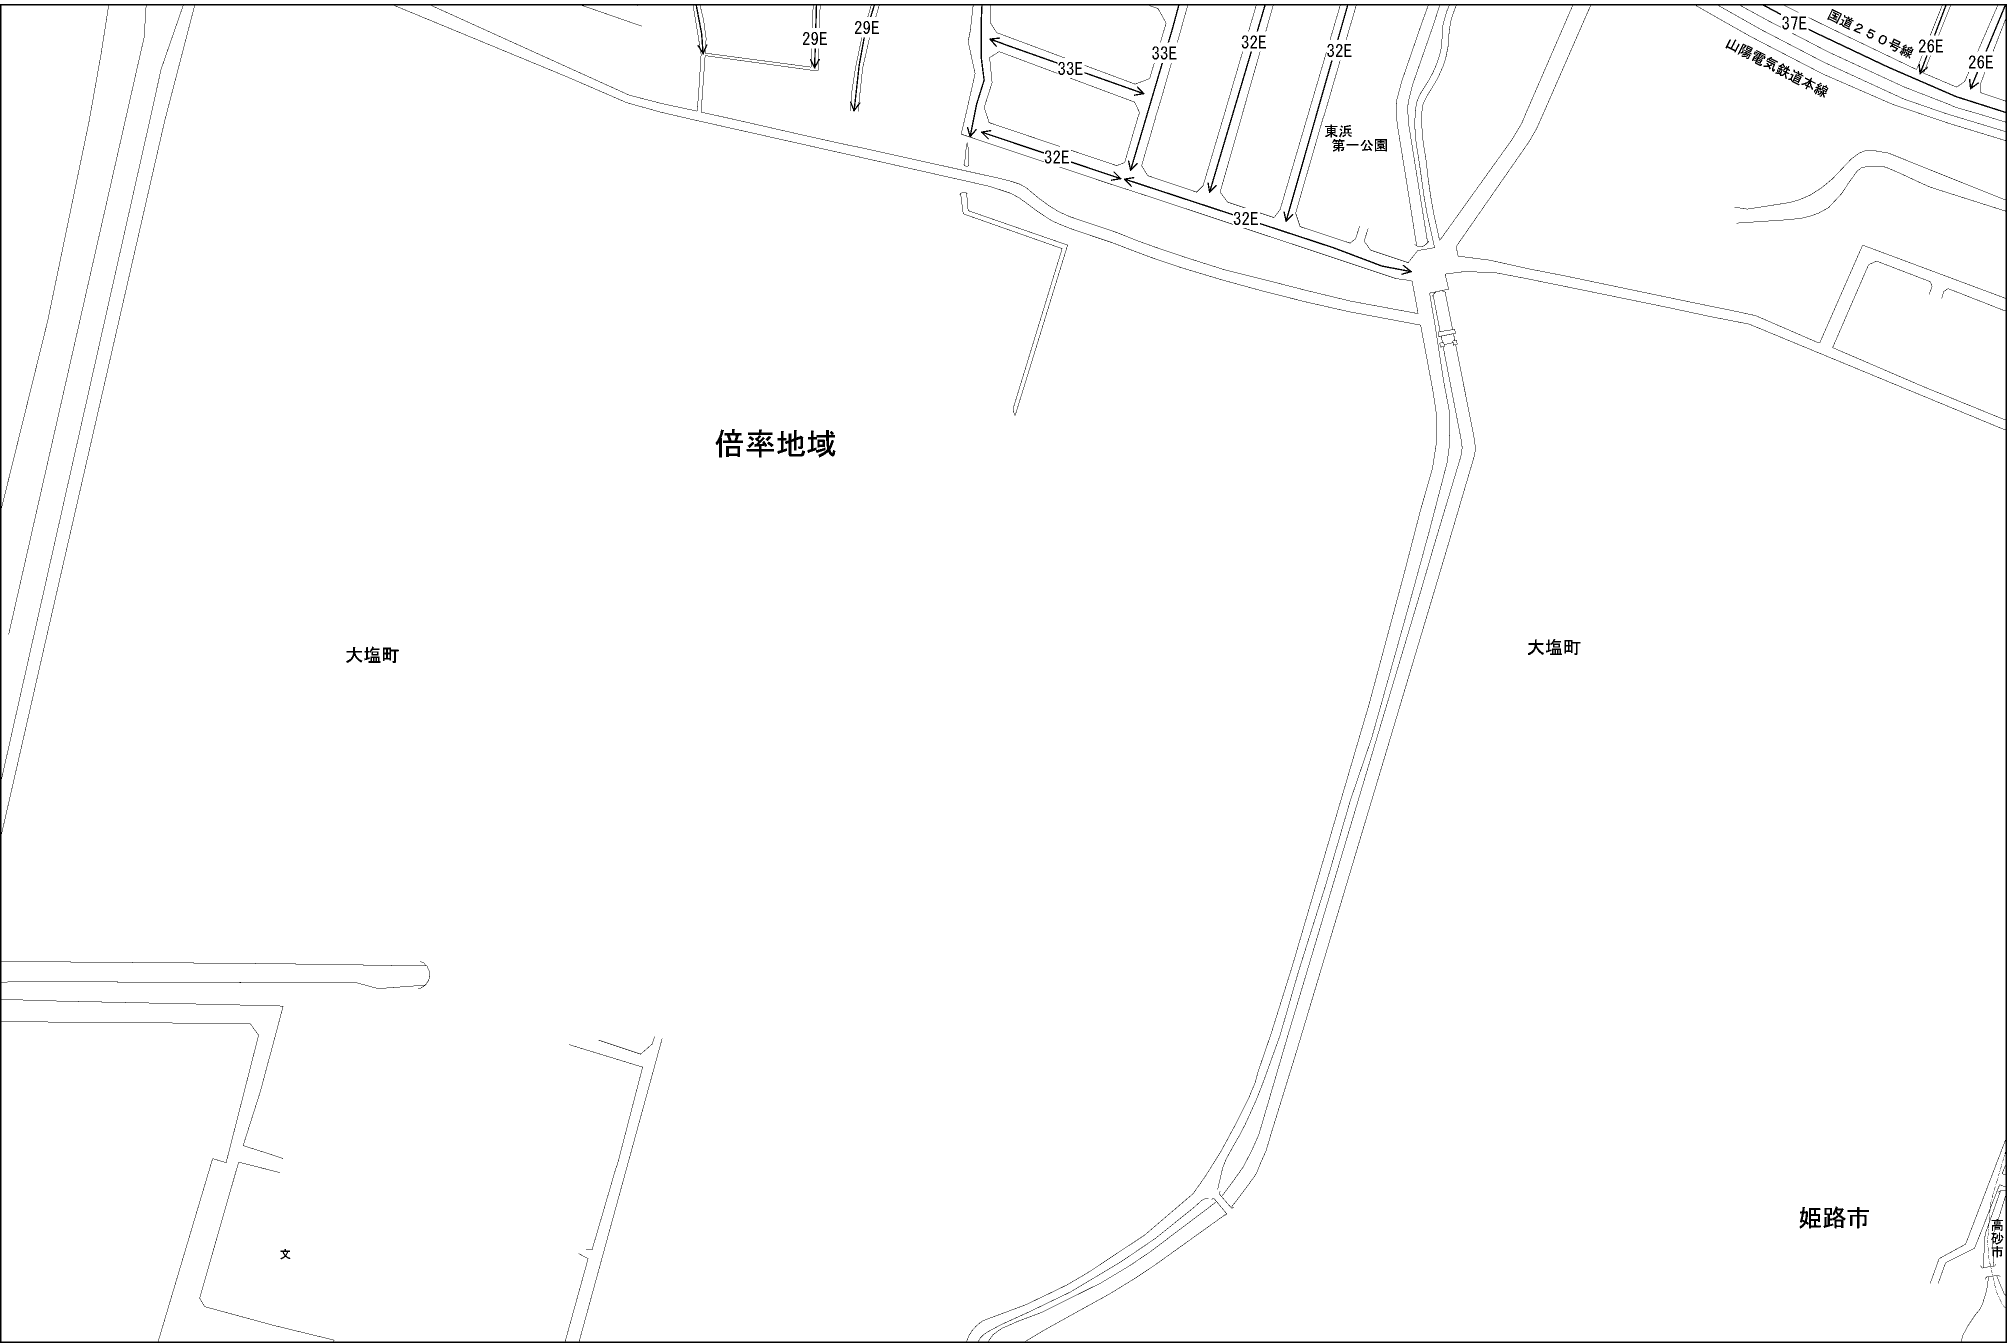 29E
29E
33E
33E
32E
32E
37E
国道２５０号線
26E
26E
山陽電気鉄道本線
東浜
第一公園
32E
32E
倍率地域
大塩町
大塩町
姫路市
高砂市
文